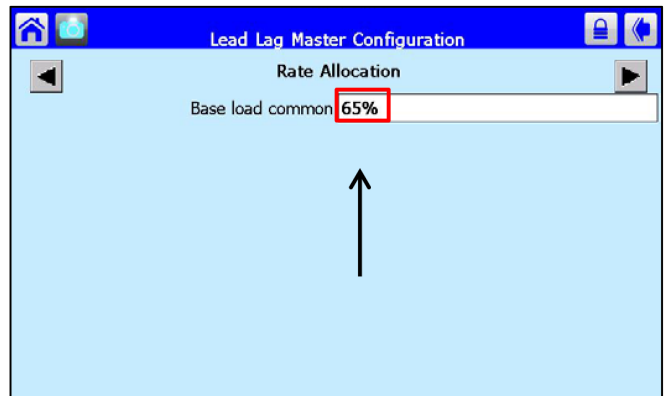 Lead Lag Master Configuration
Rate Allocation
Base load common 65%